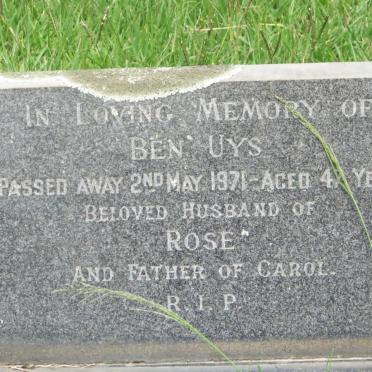 In Loving Memory of
Ben Uys
Passed away 2nd May 1971 - Aged 4
Beloved Husband of
Rose
and Father of Carol.
R.I.P